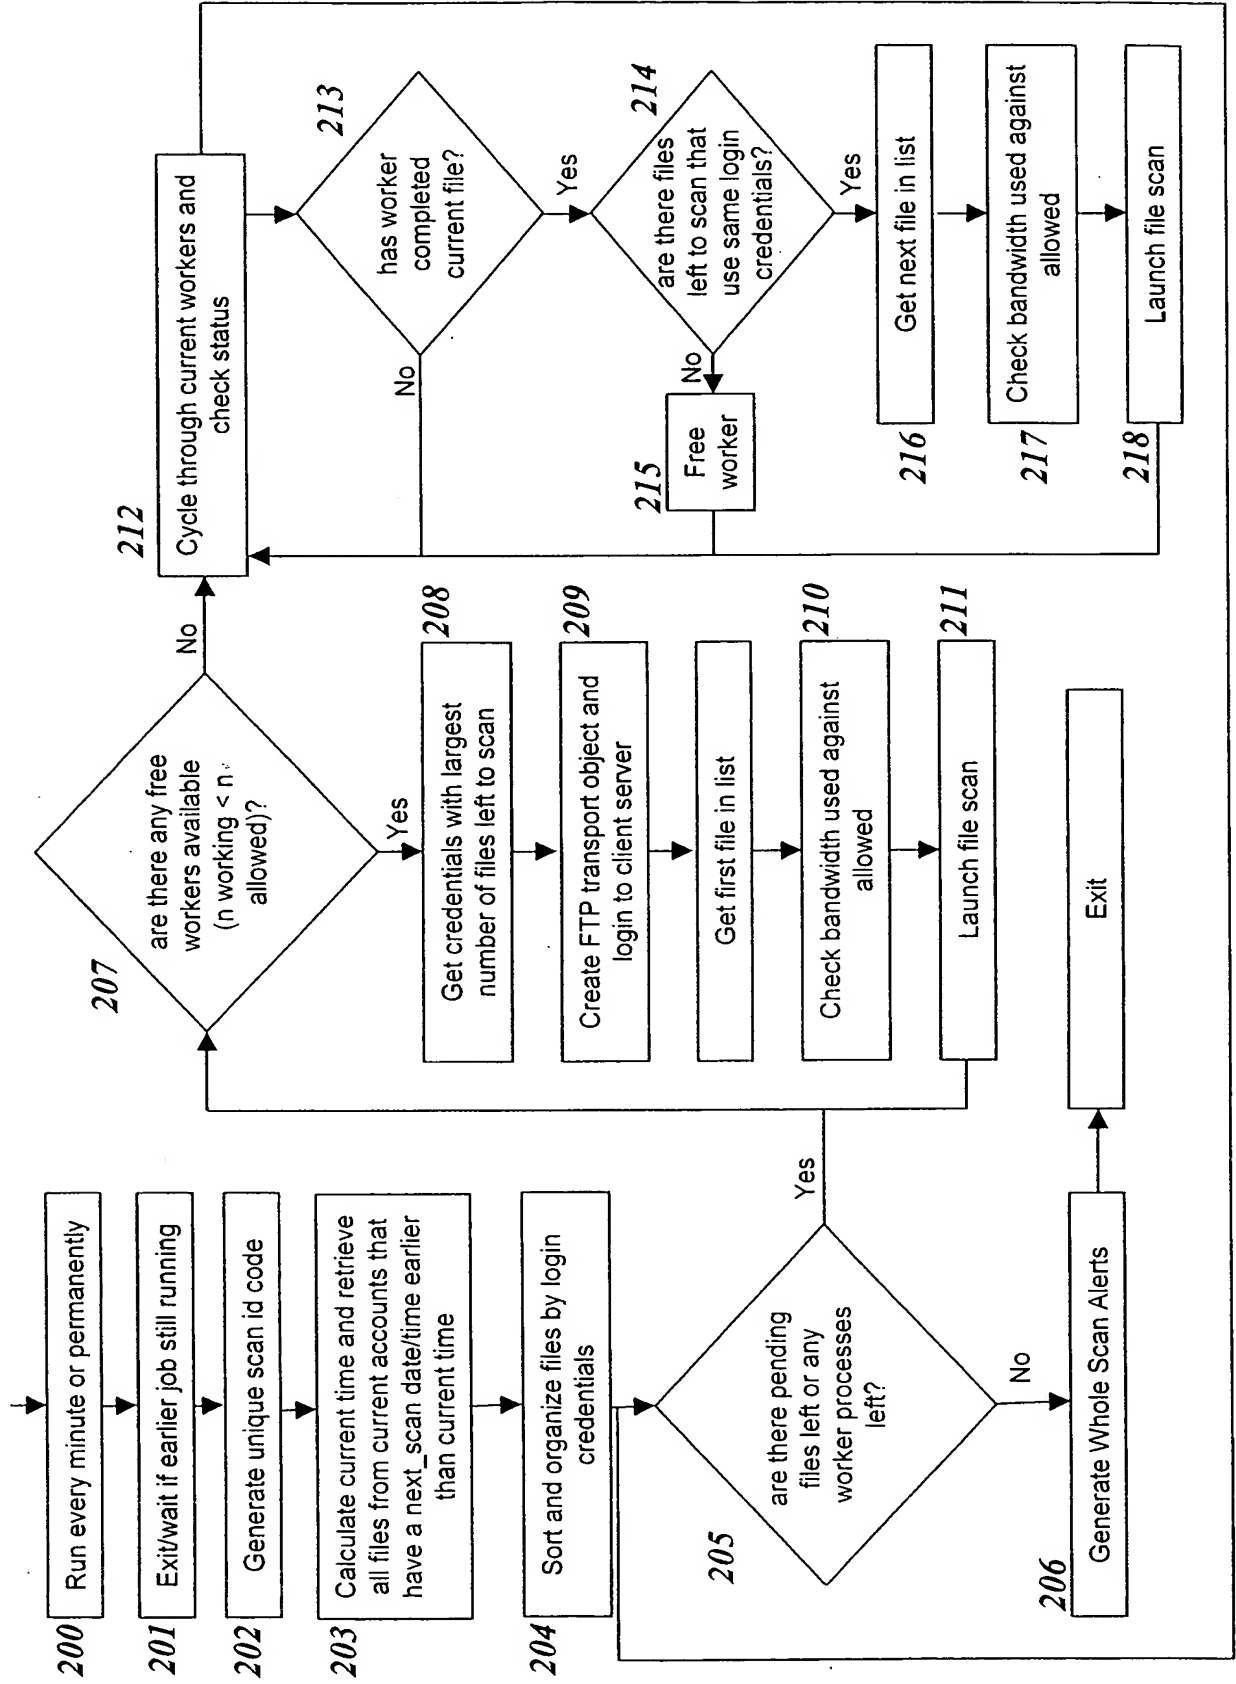 200
Run every minute or permanently
201
Exit/wait if earlier job still running
202
Generate unique scan id code
203
Calculate current time and retrieve
all files from current accounts that
have a next_scan date/time earlier
than current time
204
Sort and organize files by login
credentials
205
are there pending
files left or any
worker processes
left?
Yes
No
206
Generate Whole Scan Alerts
Exit
207
are there any free
workers available
(n working < n
allowed)?
No
Yes
208
Get credentials with largest
number of files left to scan
209
Create FTP transport object and
login to client server
Get first file in list
210
Check bandwidth used against
allowed
211
Launch file scan
212
Cycle through current workers and
check status
213
has worker
completed
current file?
No
Yes
214
are there files
left to scan that
use same login
credentials?
No
Yes
215
Free
worker
216
Get next file in list
217
Check bandwidth used against
allowed
218
Launch file scan